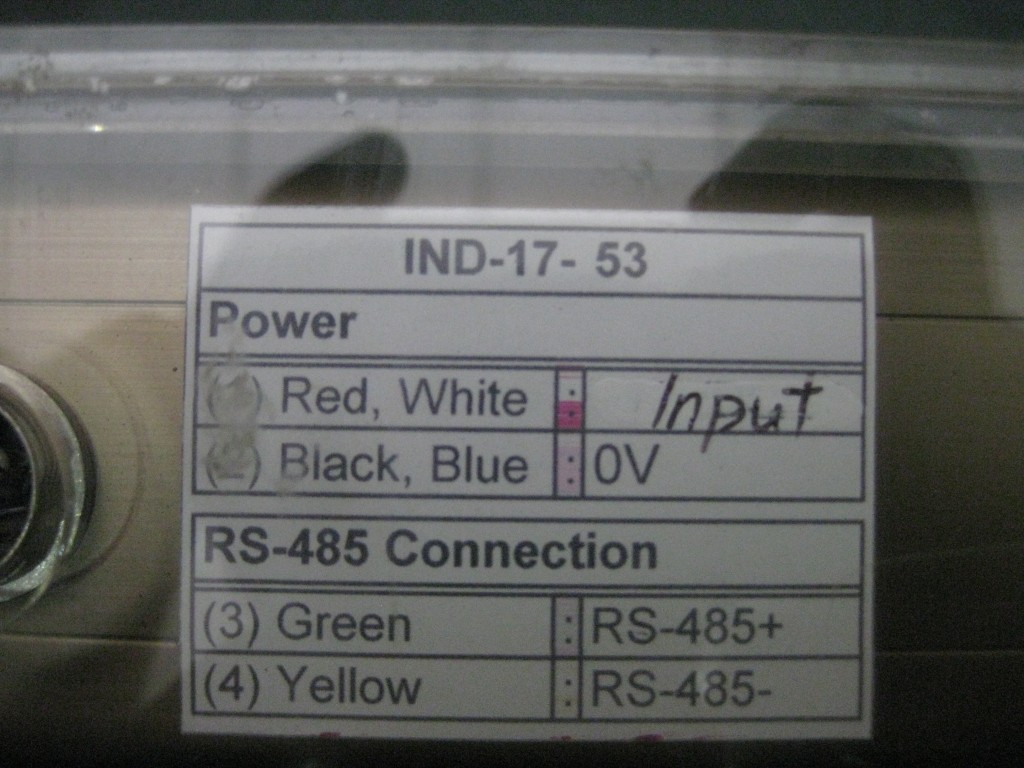 IND-17- 53
Power
Red, White : Input
Black, Blue : 0V
RS-485 Connection
(3) Green : RS-485+
(4) Yellow : RS-485-